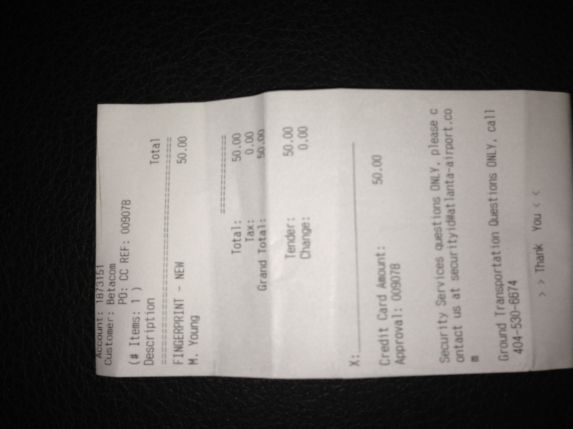 Account: 1873151
Customer: Betacom
PO: CC REF: 009078
(# Items: 1 )
Description Total
FINGERPRINT - NEW 50.00
M. Young
Total: 50.00
Tax: 0.00
Grand Total: 50.00
Tender: 50.00
Change: 0.00
X:
Credit Card Amount: 50.00
Approval: 009078
Security Services questions ONLY, please c
ontact us at securityid@atlanta-airport.co
m
Ground Transportation Questions ONLY, call
404-530-6674
> > Thank You < <